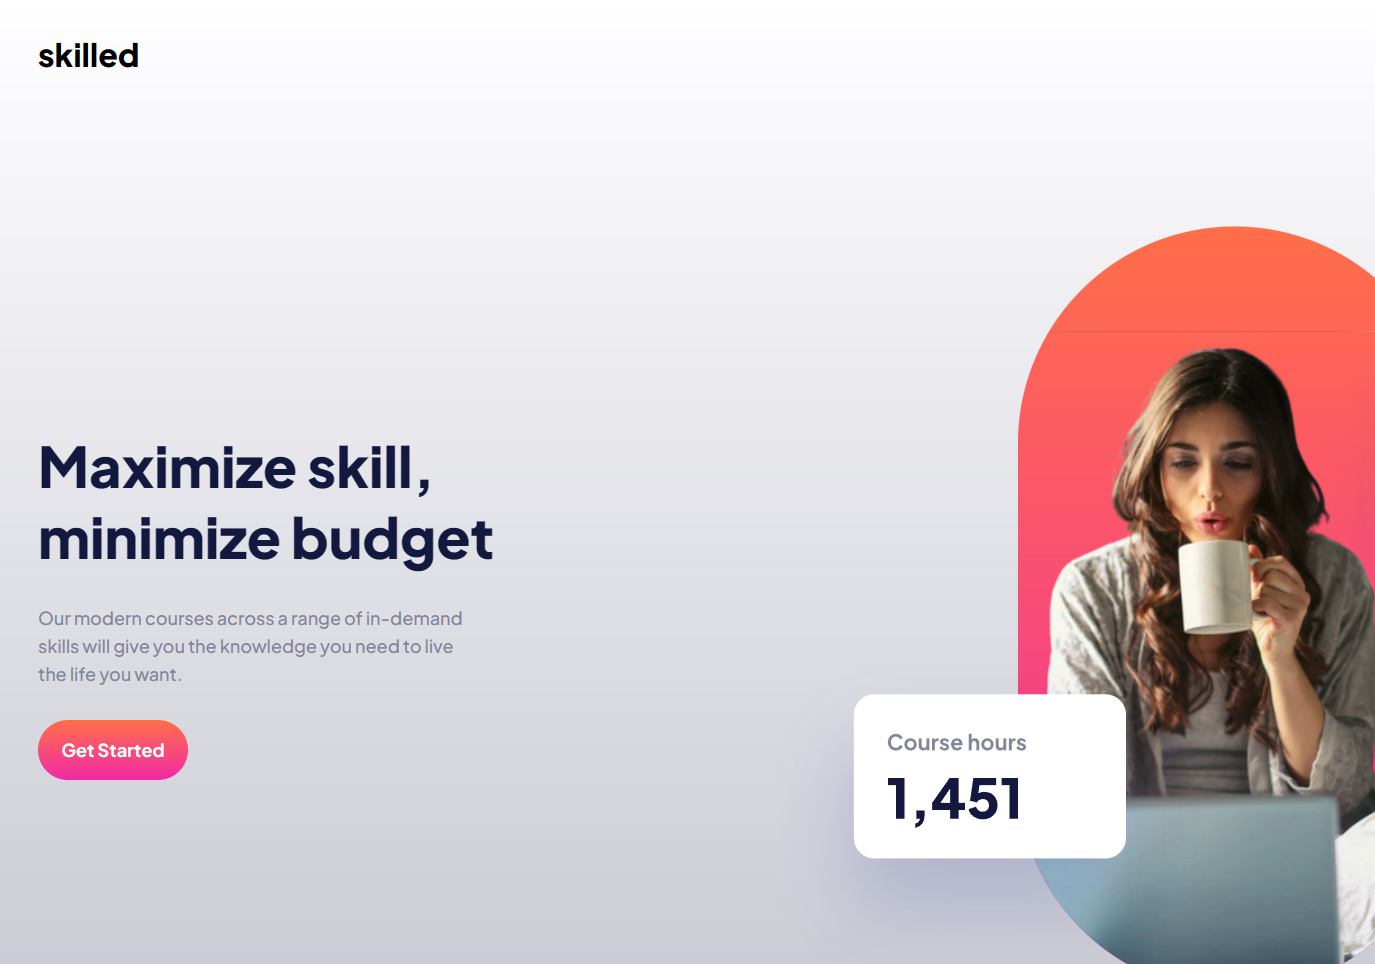 skilled
Maximize skill,
minimize budget
Our modern courses across a range of in-demand
skills will give you the knowledge you need to live
the life you want.
Get Started
Course hours
1,451